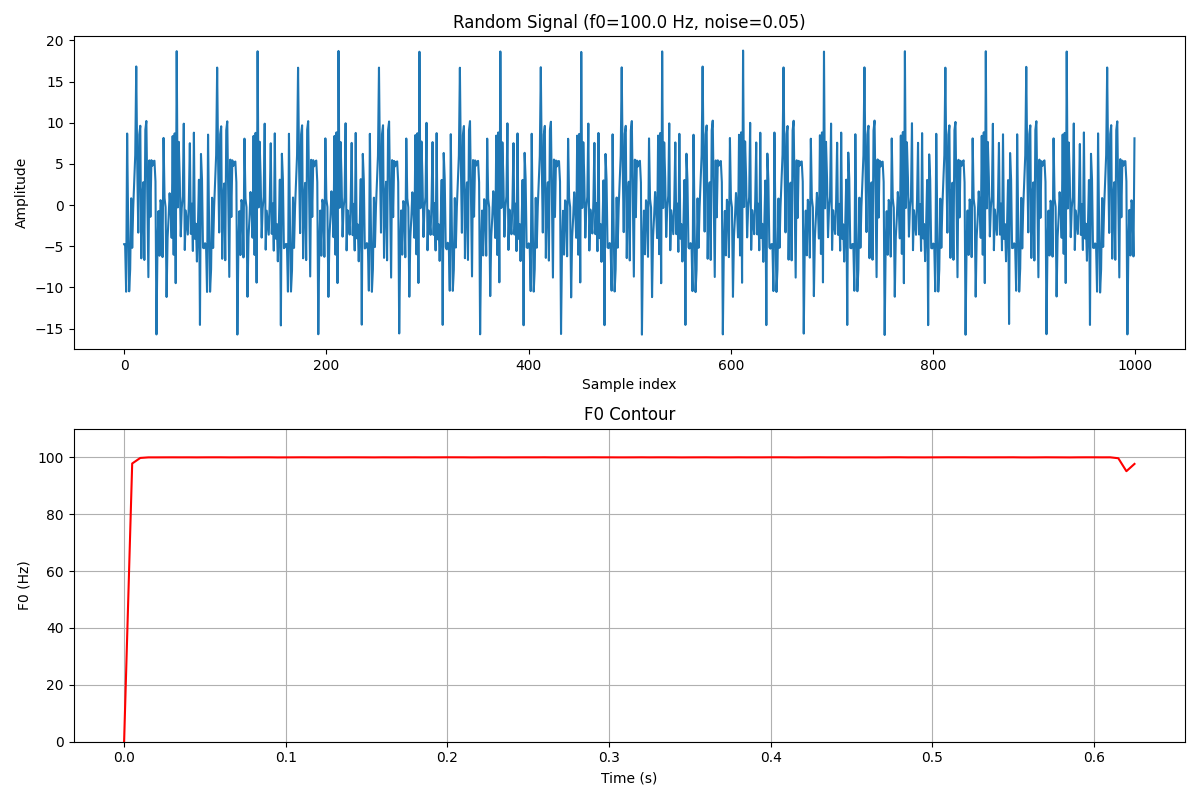 Random Signal (f0=100.0 Hz, noise=0.05)
20
15
10
5
0
−5
−10
−15
Amplitude
0 200 400 600 800 1000
Sample index
F0 Contour
100
80
60
40
20
0
F0 (Hz)
0.0 0.1 0.2 0.3 0.4 0.5 0.6
Time (s)